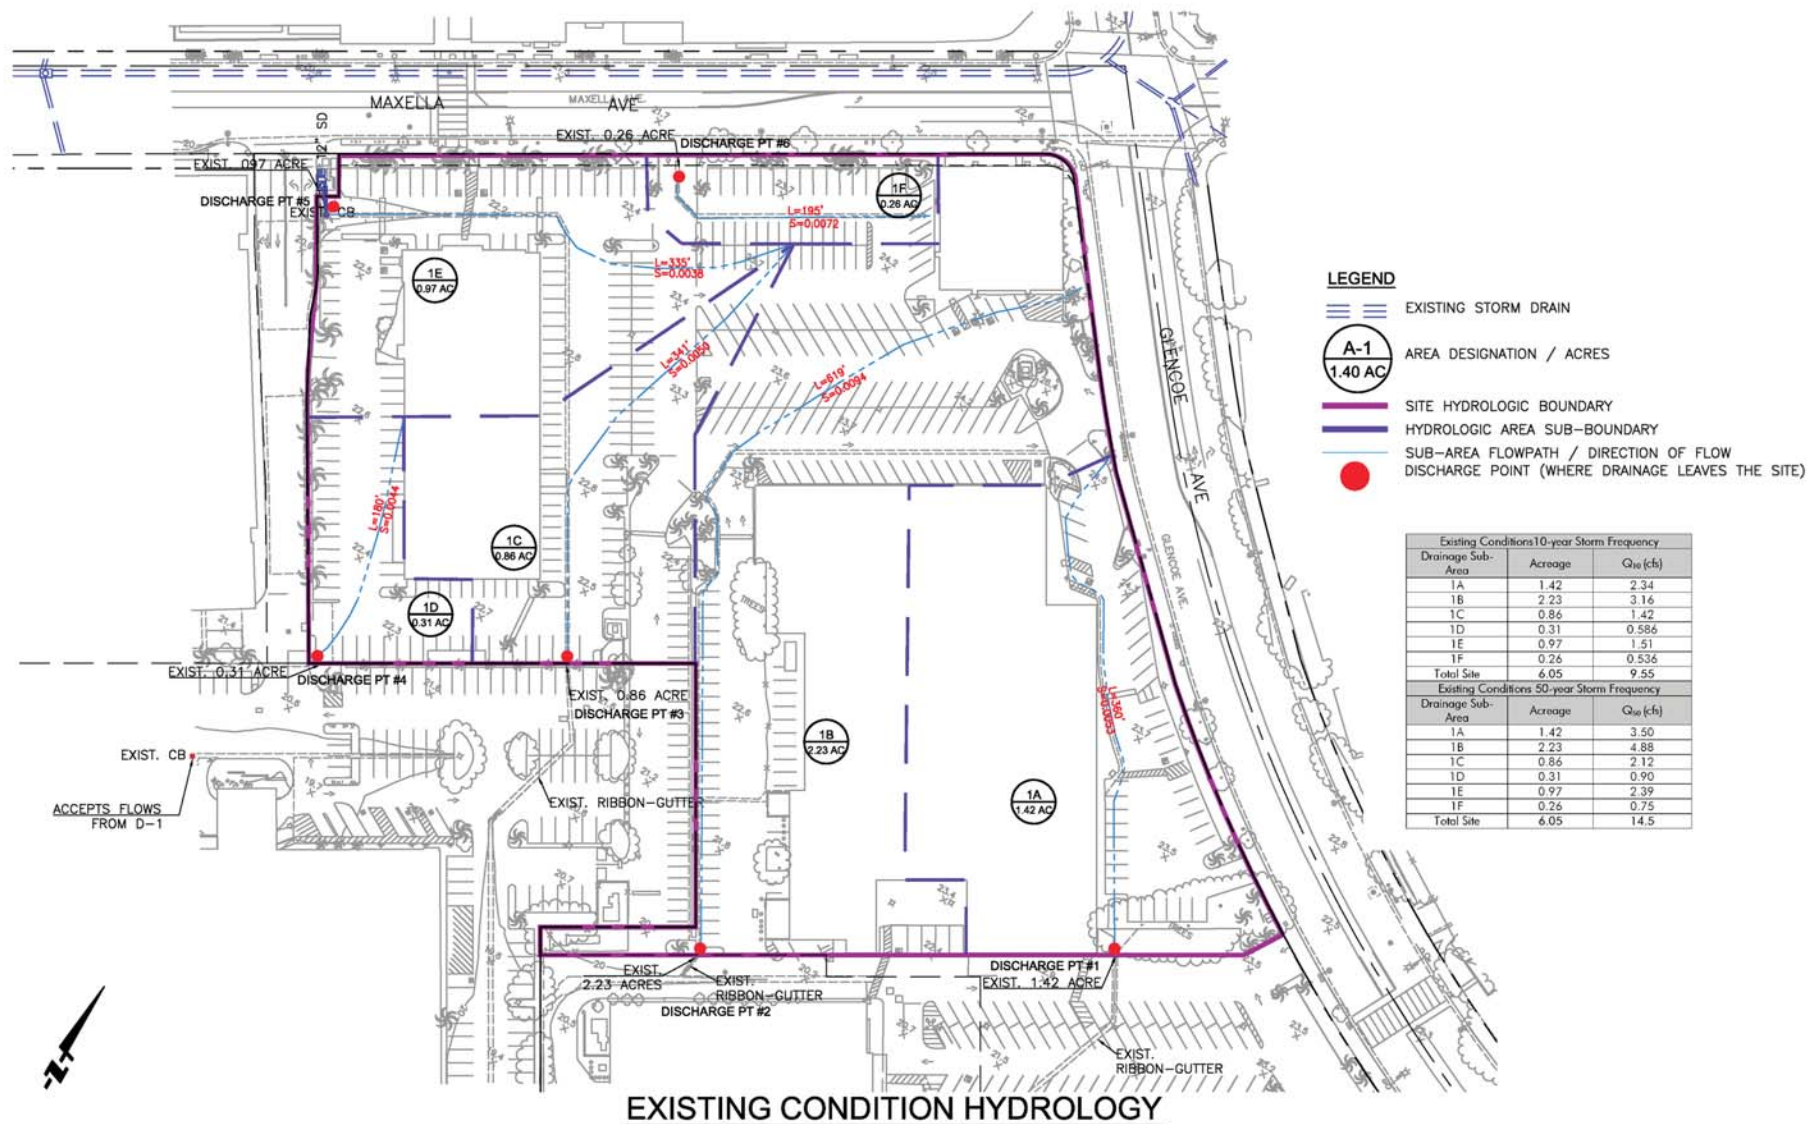 MAXELLA AVE
MAXELLA AVE.
12" SD
EXIST. 0.26 ACRE
DISCHARGE PT #6
EXIST. 097 ACRE
DISCHARGE PT #5
EXIST. CB
1F
0.26 AC
L=195'
S=0.0072
L=335'
S=0.0038
1E
0.97 AC
L=341'
S=0.0050
L=619'
S=0.0094
L=180'
S=0.0044
1C
0.86 AC
1D
0.31 AC
GLENCOE AVE
GLENCOE AVE.
TREES
EXIST. 0.31 ACRE
DISCHARGE PT #4
EXIST. 0.86 ACRE
DISCHARGE PT #3
L=360'
S=0.0053
1B
2.23 AC
1A
1.42 AC
EXIST. CB
ACCEPTS FLOWS
FROM D-1
EXIST. RIBBON-GUTTER
TREES
EXIST.
2.23 ACRES
EXIST.
RIBBON-GUTTER
DISCHARGE PT #2
DISCHARGE PT #1
EXIST. 1.42 ACRE
EXIST.
RIBBON-GUTTER
LEGEND
EXISTING STORM DRAIN
A-1
1.40 AC
AREA DESIGNATION / ACRES
SITE HYDROLOGIC BOUNDARY
HYDROLOGIC AREA SUB-BOUNDARY
SUB-AREA FLOWPATH / DIRECTION OF FLOW
DISCHARGE POINT (WHERE DRAINAGE LEAVES THE SITE)
Existing Conditions10-year Storm Frequency
Drainage Sub-Area Acreage Q10 (cfs)
1A 1.42 2.34
1B 2.23 3.16
1C 0.86 1.42
1D 0.31 0.586
1E 0.97 1.51
1F 0.26 0.536
Total Site 6.05 9.55
Existing Conditions 50-year Storm Frequency
Drainage Sub-Area Acreage Q50 (cfs)
1A 1.42 3.50
1B 2.23 4.88
1C 0.86 2.12
1D 0.31 0.90
1E 0.97 2.39
1F 0.26 0.75
Total Site 6.05 14.5
N
EXISTING CONDITION HYDROLOGY